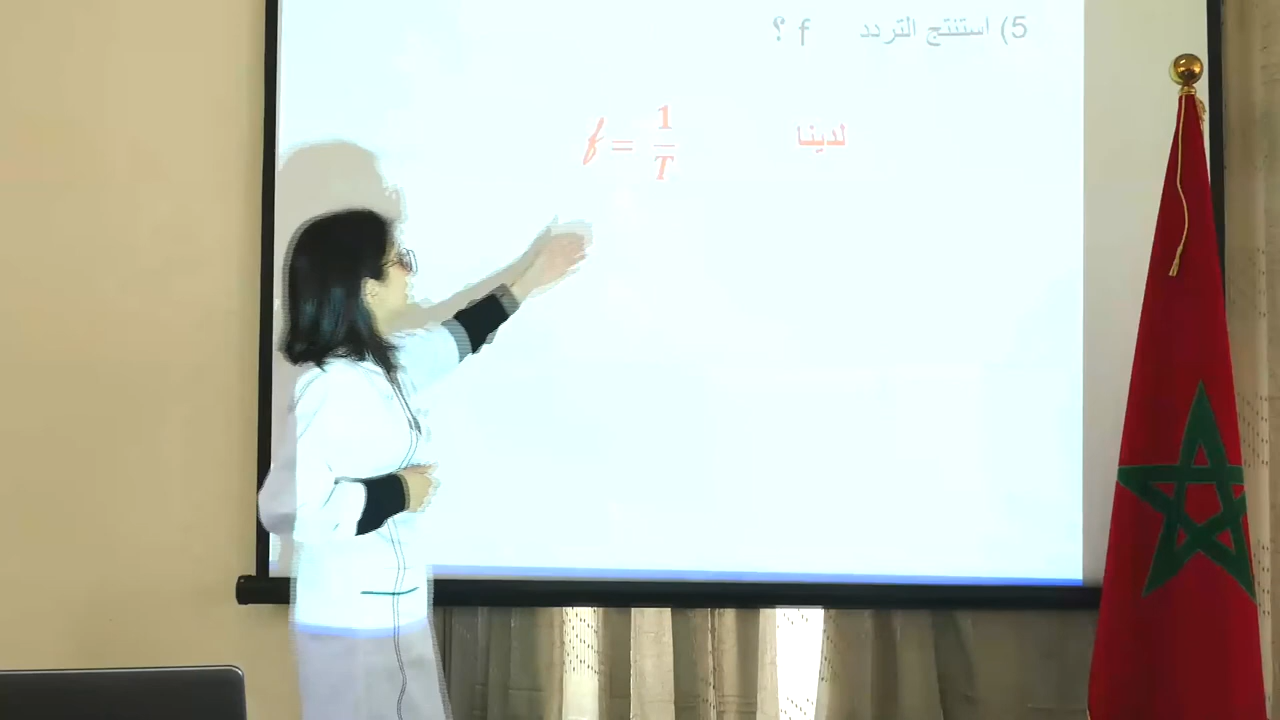 5) استنتج التردد f ؟
لدينا f = 1/T